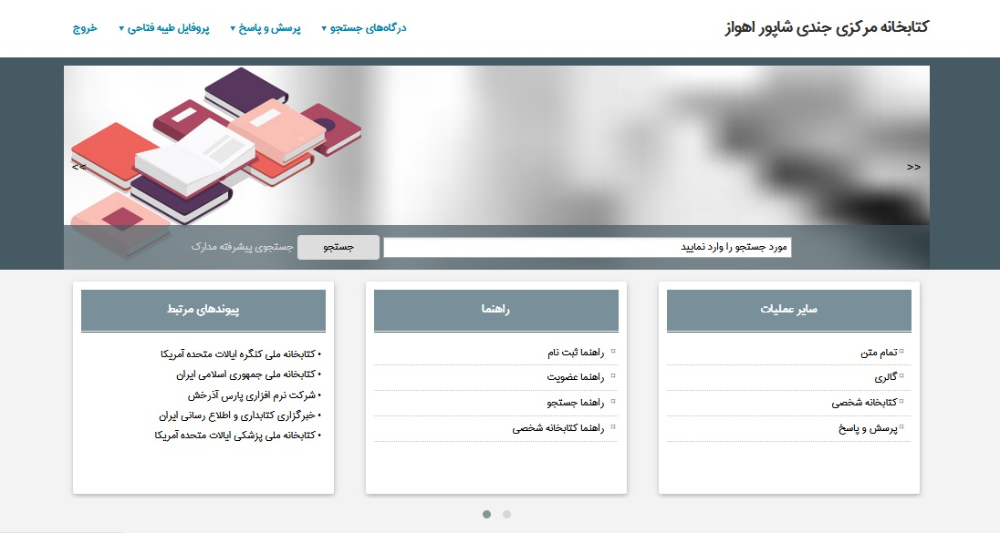 کتابخانه مرکزی جندی شاپور اهواز
درگاه‌های جستجو ▾ پرسش و پاسخ ▾ پروفایل طیبه فتاحی ▾ خروج
>>
<<
مورد جستجو را وارد نمایید جستجو جستجوی پیشرفته مدارک
سایر عملیات
تمام متن
گالری
کتابخانه شخصی
پرسش و پاسخ
راهنما
راهنما ثبت نام
راهنما عضویت
راهنما جستجو
راهنما کتابخانه شخصی
پیوندهای مرتبط
• کتابخانه ملی کنگره ایالات متحده آمریکا
• کتابخانه ملی جمهوری اسلامی ایران
• شرکت نرم افزاری پارس آذرخش
• خبرگزاری کتابداری و اطلاع رسانی ایران
• کتابخانه ملی پزشکی ایالات متحده آمریکا